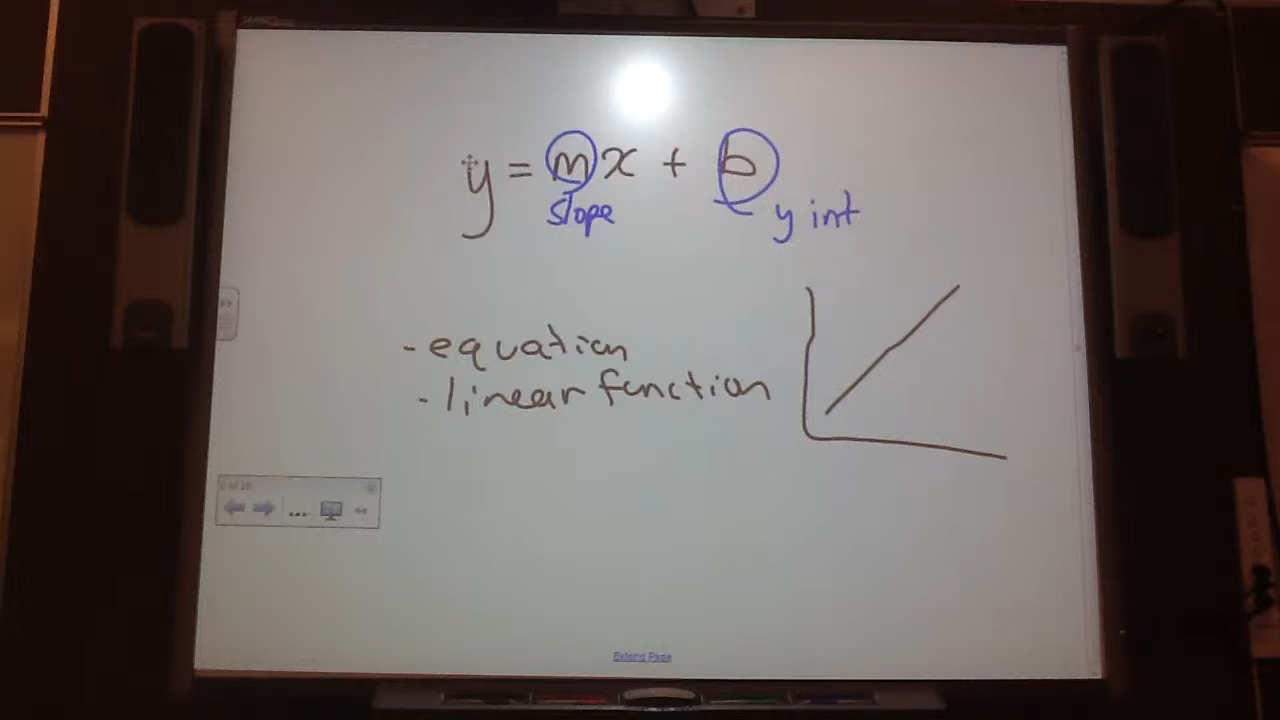 y = mx + b
slope
y int
- equation
- linear function
Extend Page